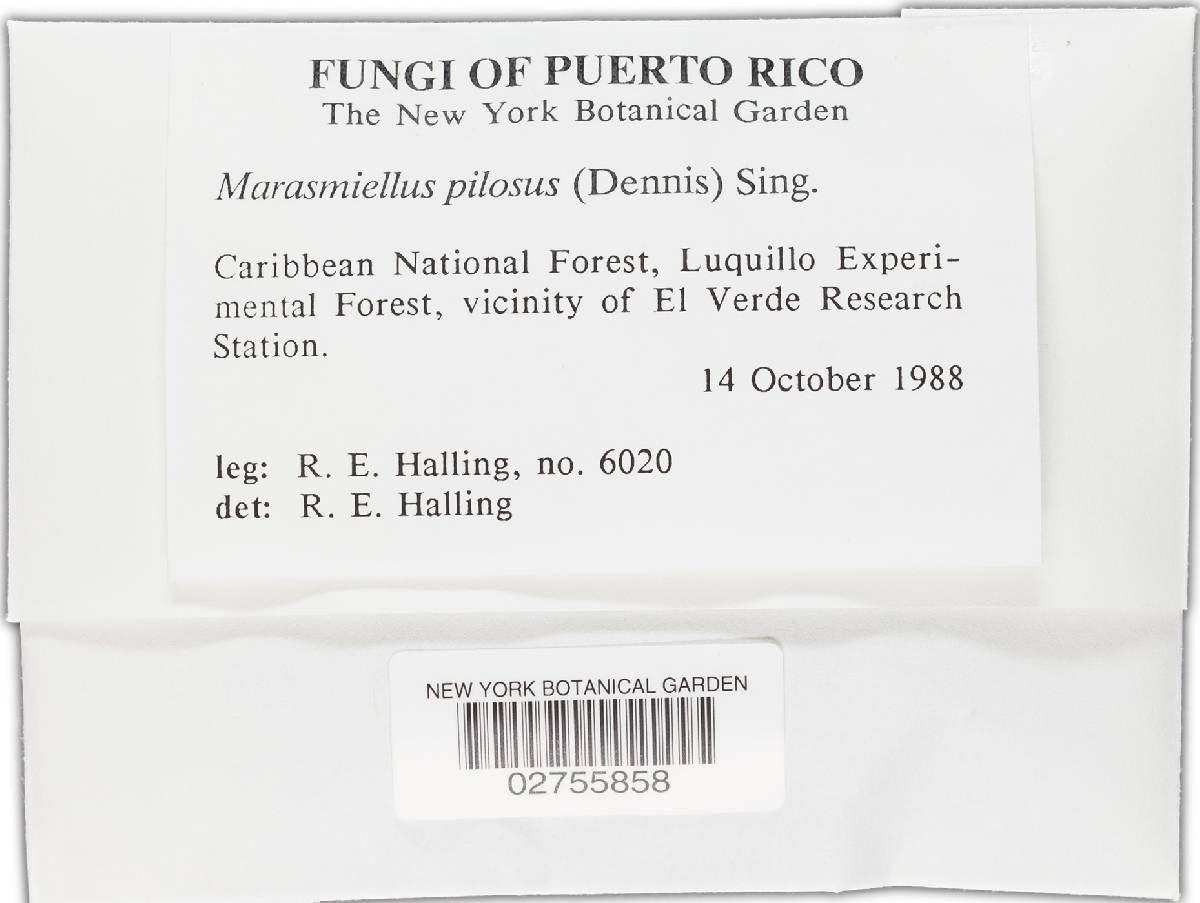 FUNGI OF PUERTO RICO
The New York Botanical Garden
Marasmiellus pilosus (Dennis) Sing.
Caribbean National Forest, Luquillo Experi-
mental Forest, vicinity of El Verde Research
Station.
14 October 1988
leg: R. E. Halling, no. 6020
det: R. E. Halling
NEW YORK BOTANICAL GARDEN
02755858